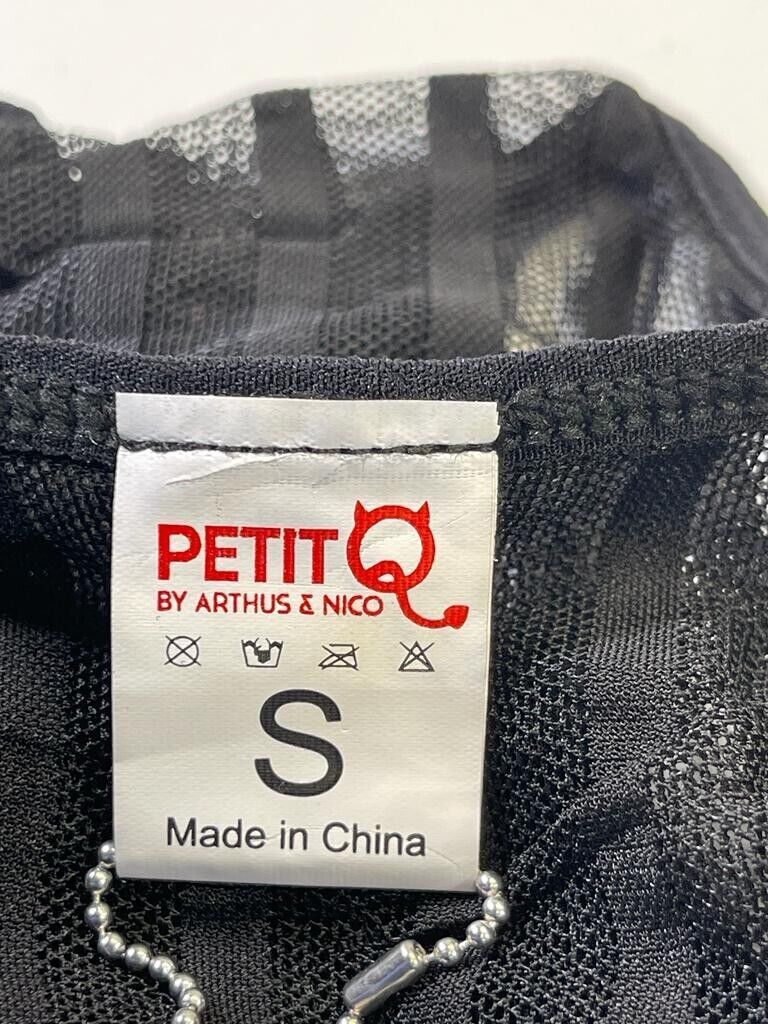 PETIT Q
BY ARTHUS & NICO
S
Made in China